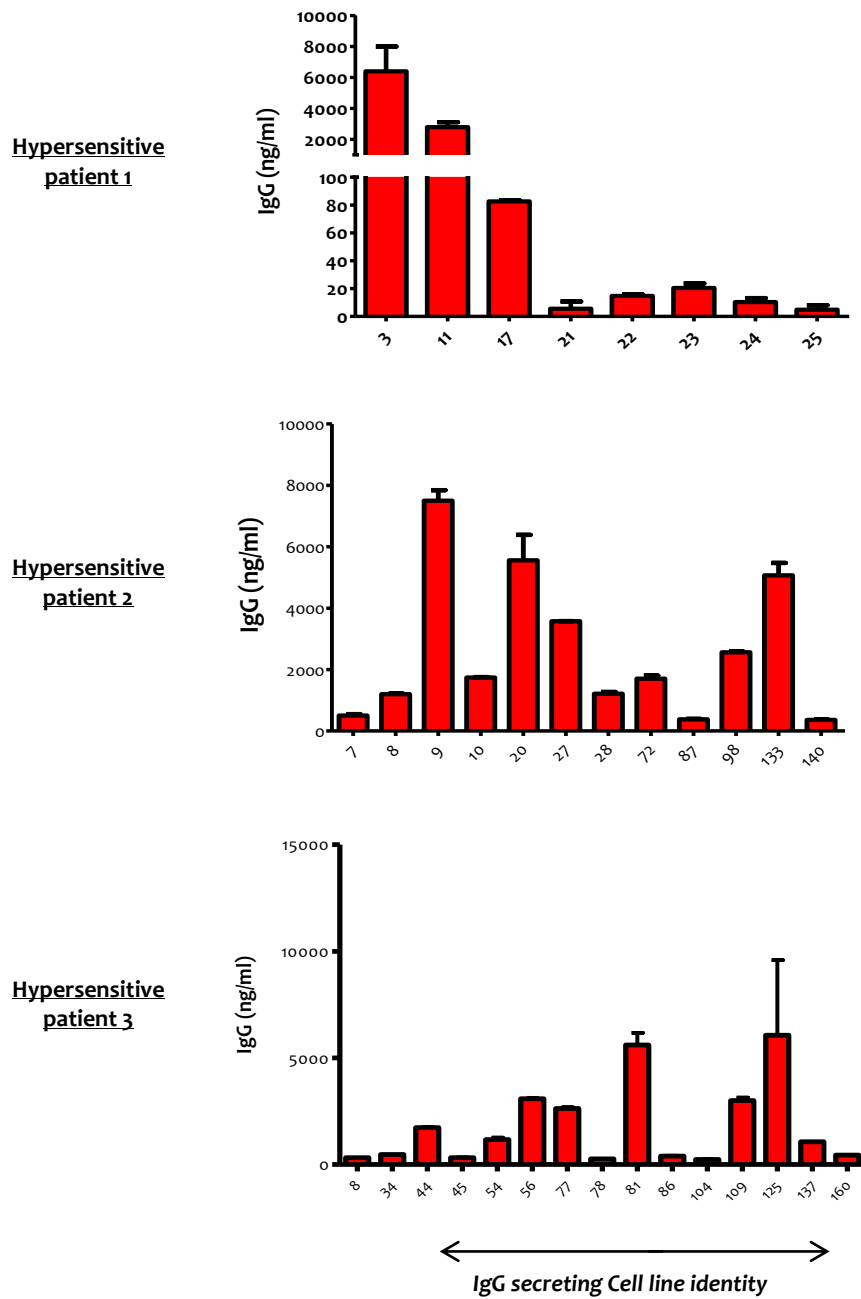 Hypersensitive
patient 1
IgG (ng/ml)
10000
8000
6000
4000
2000
0
100
80
60
40
20
0
3 11 17 21 22 23 24 25
Hypersensitive
patient 2
IgG (ng/ml)
10000
8000
6000
4000
2000
0
7 8 9 10 20 27 28 72 87 98 133 140
Hypersensitive
patient 3
IgG (ng/ml)
15000
10000
5000
0
8 34 44 45 54 56 77 78 81 86 104 109 125 137 160
IgG secreting Cell line identity